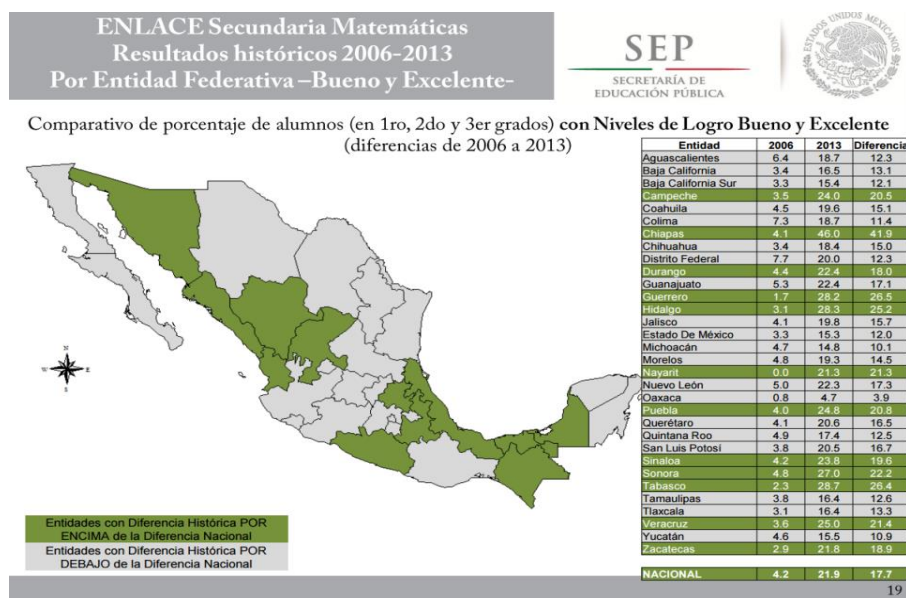 ENLACE Secundaria Matemáticas
Resultados históricos 2006-2013
Por Entidad Federativa –Bueno y Excelente-
SEP
SECRETARÍA DE
EDUCACIÓN PÚBLICA
ESTADOS UNIDOS MEXICANOS
Comparativo de porcentaje de alumnos (en 1ro, 2do y 3er grados) con Niveles de Logro Bueno y Excelente
(diferencias de 2006 a 2013)
Entidad 2006 2013 Diferencia
Aguascalientes 6.4 18.7 12.3
Baja California 3.4 16.5 13.1
Baja California Sur 3.3 15.4 12.1
Campeche 3.5 24.0 20.5
Coahuila 4.5 19.6 15.1
Colima 7.3 18.7 11.4
Chiapas 4.1 46.0 41.9
Chihuahua 3.4 18.4 15.0
Distrito Federal 7.7 20.0 12.3
Durango 4.4 22.4 18.0
Guanajuato 5.3 22.4 17.1
Guerrero 1.7 28.2 26.5
Hidalgo 3.1 28.3 25.2
Jalisco 4.1 19.8 15.7
Estado De México 3.3 15.3 12.0
Michoacán 4.7 14.8 10.1
Morelos 4.8 19.3 14.5
Nayarit 0.0 21.3 21.3
Nuevo León 5.0 22.3 17.3
Oaxaca 0.8 4.7 3.9
Puebla 4.0 24.8 20.8
Querétaro 4.1 20.6 16.5
Quintana Roo 4.9 17.4 12.5
San Luis Potosí 3.8 20.5 16.7
Sinaloa 4.2 23.8 19.6
Sonora 4.8 27.0 22.2
Tabasco 2.3 28.7 26.4
Tamaulipas 3.8 16.4 12.6
Tlaxcala 3.1 16.4 13.3
Veracruz 3.6 25.0 21.4
Yucatán 4.6 15.5 10.9
Zacatecas 2.9 21.8 18.9
NACIONAL 4.2 21.9 17.7
N
W E
S
Entidades con Diferencia Histórica POR
ENCIMA de la Diferencia Nacional
Entidades con Diferencia Histórica POR
DEBAJO de la Diferencia Nacional
19